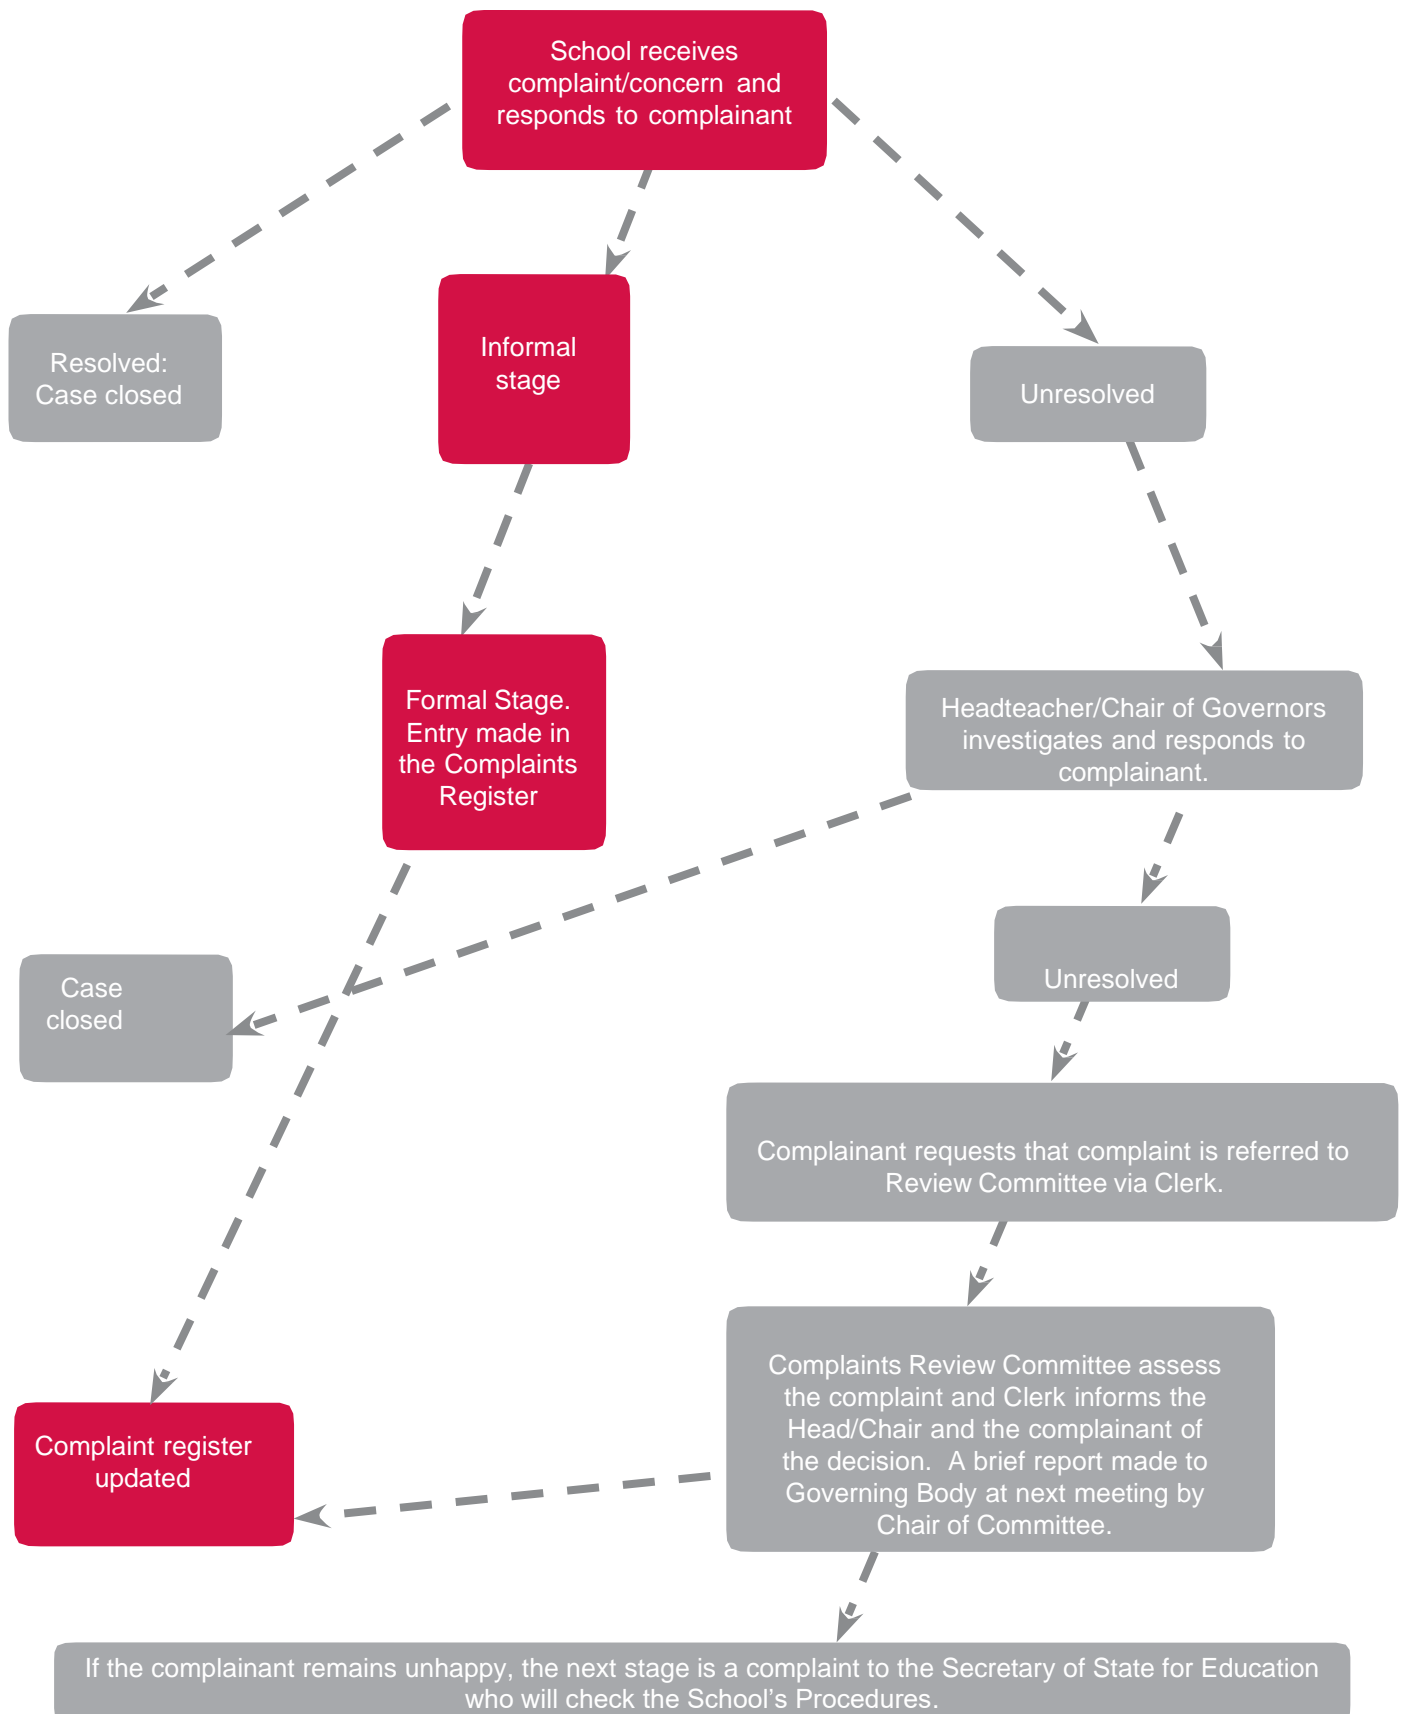 School receives
complaint/concern and
responds to complainant
Resolved:
Case closed
Informal
stage
Unresolved
Formal Stage.
Entry made in
the Complaints
Register
Headteacher/Chair of Governors
investigates and responds to
complainant.
Case
closed
Unresolved
Complainant requests that complaint is referred to
Review Committee via Clerk.
Complaints Review Committee assess
the complaint and Clerk informs the
Head/Chair and the complainant of
the decision.  A brief report made to
Governing Body at next meeting by
Chair of Committee.
Complaint register
updated
If the complainant remains unhappy, the next stage is a complaint to the Secretary of State for Education
who will check the School’s Procedures.